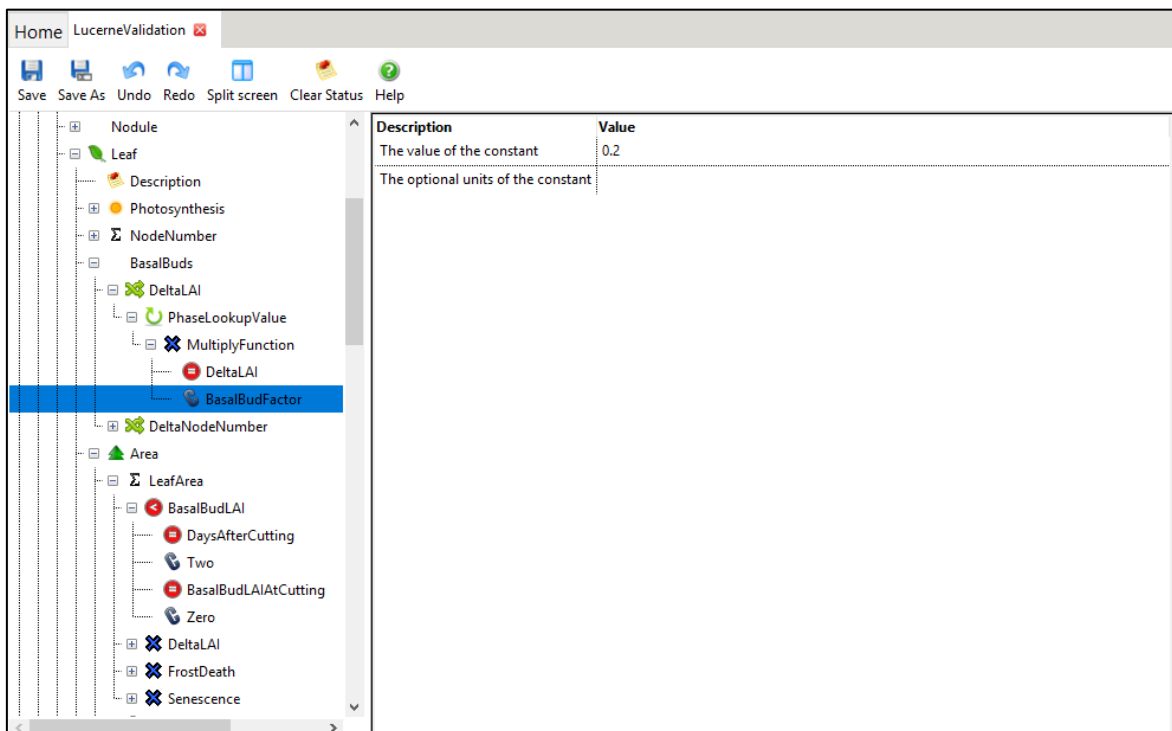 Home LucerneValidation
Save Save As Undo Redo Split screen Clear Status Help
Nodule
Leaf
Description
Photosynthesis
Σ NodeNumber
BasalBuds
DeltaLAI
PhaseLookupValue
MultiplyFunction
DeltaLAI
BasalBudFactor
DeltaNodeNumber
Area
Σ LeafArea
BasalBudLAI
DaysAfterCutting
Two
BasalBudLAIAtCutting
Zero
DeltaLAI
FrostDeath
Senescence
Description Value
The value of the constant 0.2
The optional units of the constant